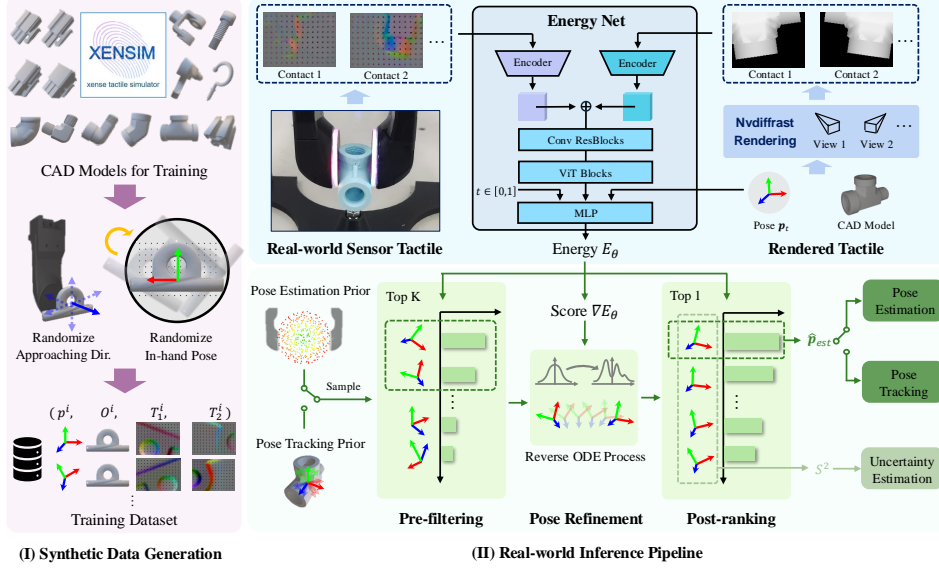 XENSIM
xense tactile simulator
CAD Models for Training
Randomize
Approaching Dir.
Randomize
In-hand Pose
( p^i, O^i, T_1^i, T_2^i )
Training Dataset
(I) Synthetic Data Generation
Contact 1
Contact 2
...
Real-world Sensor Tactile
Energy Net
Encoder
Encoder
⊕
Conv ResBlocks
ViT Blocks
t ∈ [0,1]
MLP
Energy E_θ
Contact 1
Contact 2
...
Nvdiffrast
Rendering
View 1
View 2
...
Pose p_t
CAD Model
Rendered Tactile
Pose Estimation Prior
Sample
Pose Tracking Prior
Top K
Pre-filtering
Score ∇E_θ
Reverse ODE Process
Pose Refinement
Top 1
Post-ranking
p̂_est
Pose
Estimation
Pose
Tracking
S²
Uncertainty
Estimation
(II) Real-world Inference Pipeline